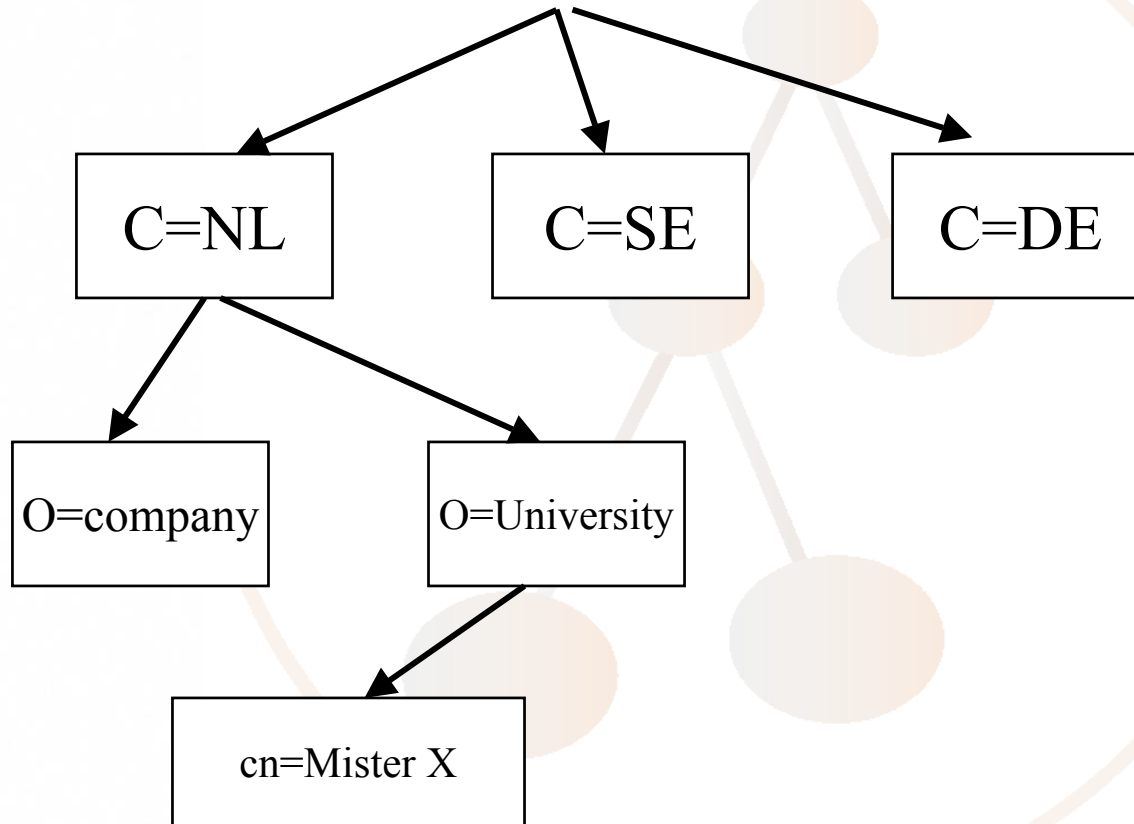 C=NL
C=SE
C=DE
O=company
O=University
cn=Mister X